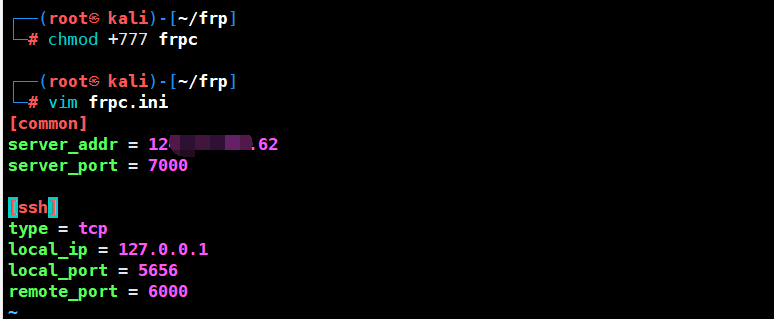 ┌──(root㉿ kali)-[~/frp]
└─# chmod +777 frpc
┌──(root㉿ kali)-[~/frp]
└─# vim frpc.ini
[common]
server_addr = 12 .62
server_port = 7000
[ssh]
type = tcp
local_ip = 127.0.0.1
local_port = 5656
remote_port = 6000
~